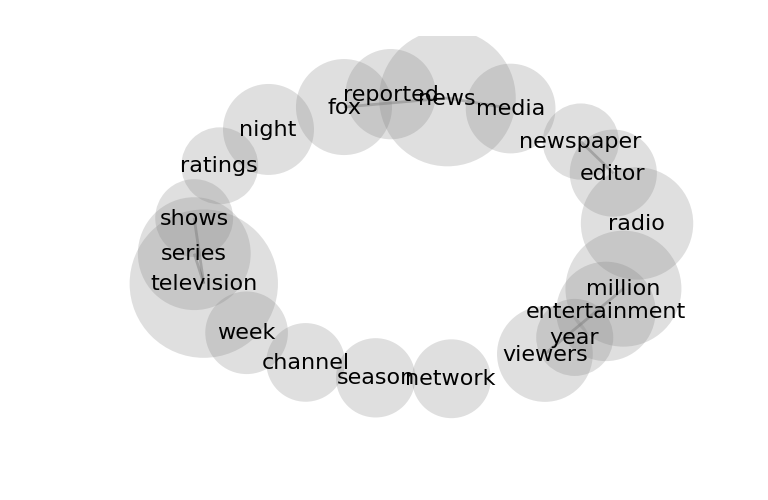 reported
news
fox
media
night
newspaper
ratings
editor
shows
radio
series
television
million
entertainment
week
year
viewers
channel
season
network